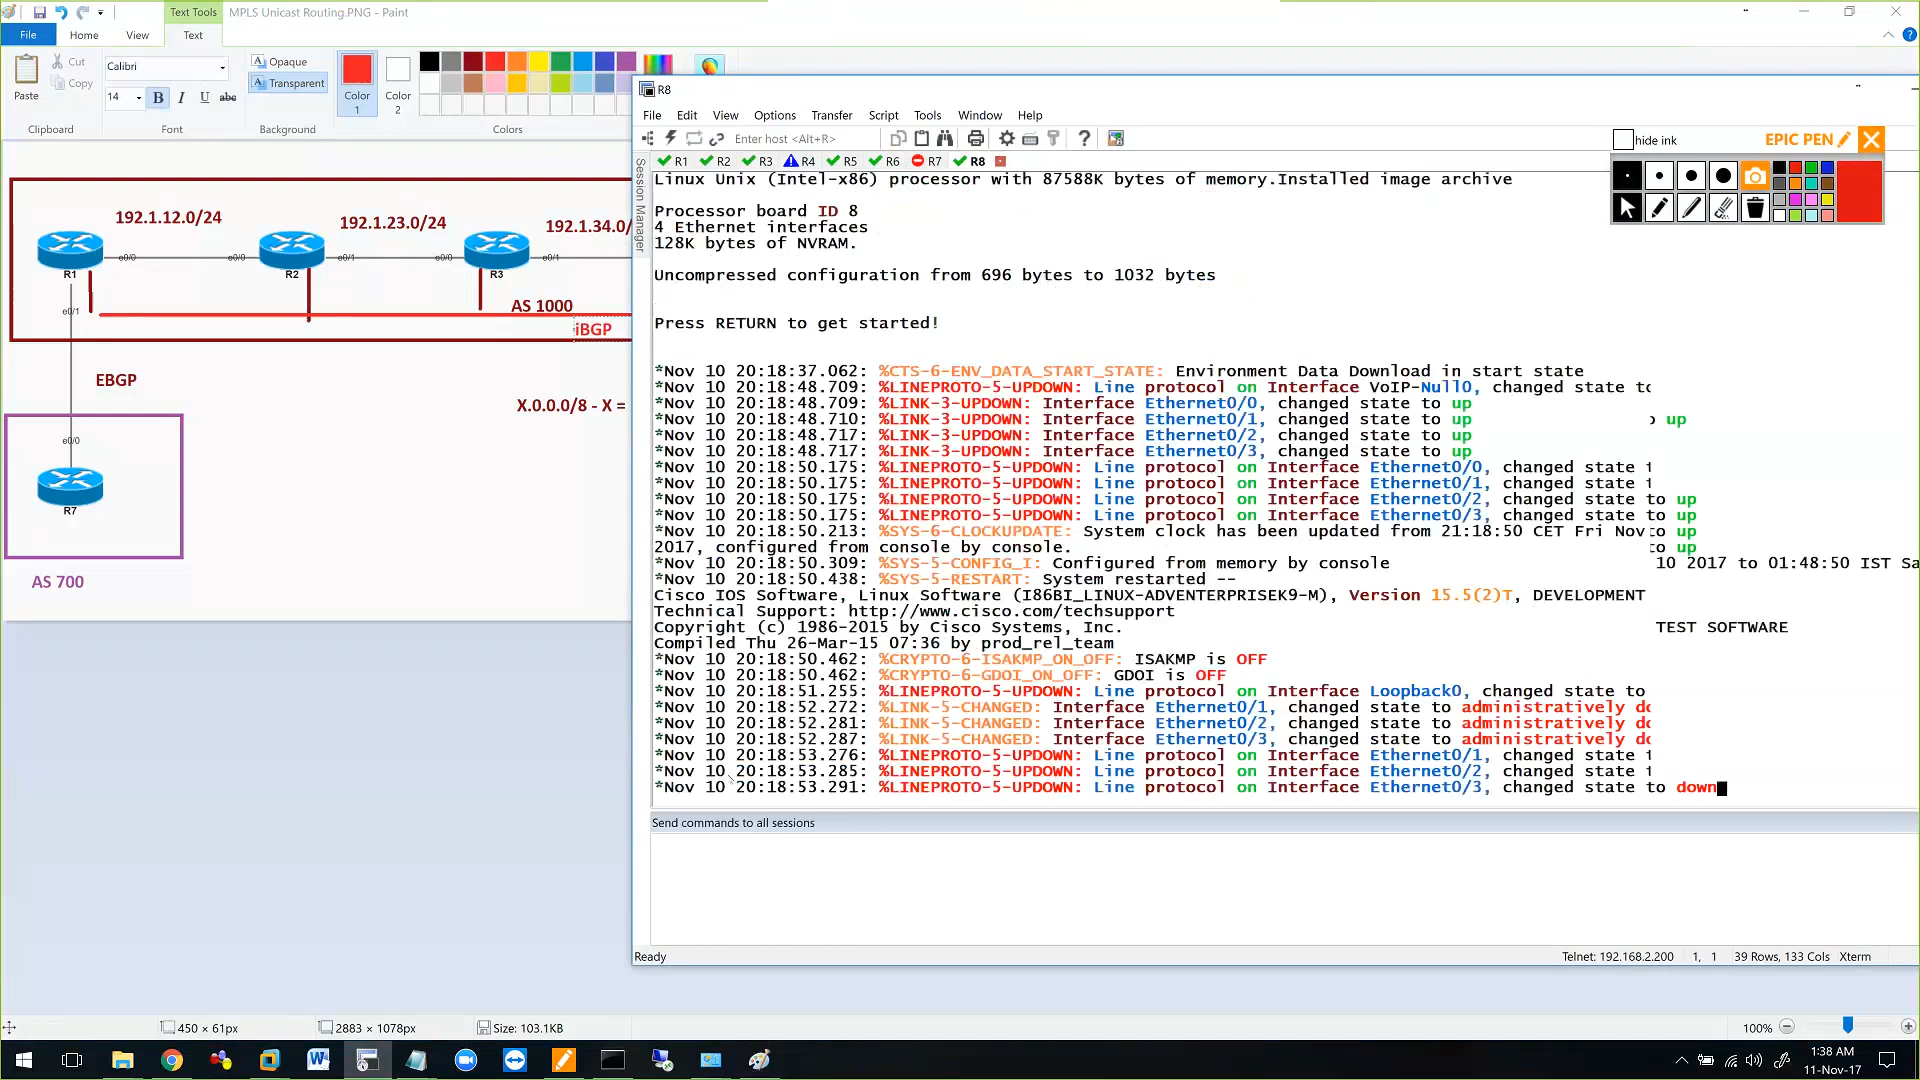 Text Tools
MPLS Unicast Routing.PNG - Paint
File
Home
View
Text
Paste
Cut
Copy
Clipboard
Calibri
14
B
I
U
abc
Font
Opaque
Transparent
Background
Color 1
Color 2
Colors
192.1.12.0/24
192.1.23.0/24
192.1.34.0/
e0/0
e0/0
e0/1
e0/0
e0/1
R1
R2
R3
e0/1
AS 1000
iBGP
EBGP
X.0.0.0/8 - X =
e0/0
R7
AS 700
R8
File Edit View Options Transfer Script Tools Window Help
Enter host <Alt+R>
hide ink
EPIC PEN
Session Manager
R1 R2 R3 R4 R5 R6 R7 R8
Linux Unix (Intel-x86) processor with 87588K bytes of memory.Installed image archive
Processor board ID 8
4 Ethernet interfaces
128K bytes of NVRAM.
Uncompressed configuration from 696 bytes to 1032 bytes
Press RETURN to get started!
*Nov 10 20:18:37.062: %CTS-6-ENV_DATA_START_STATE: Environment Data Download in start state
*Nov 10 20:18:48.709: %LINEPROTO-5-UPDOWN: Line protocol on Interface VoIP-Null0, changed state to
*Nov 10 20:18:48.709: %LINK-3-UPDOWN: Interface Ethernet0/0, changed state to up
*Nov 10 20:18:48.710: %LINK-3-UPDOWN: Interface Ethernet0/1, changed state to up
up
*Nov 10 20:18:48.717: %LINK-3-UPDOWN: Interface Ethernet0/2, changed state to up
*Nov 10 20:18:48.717: %LINK-3-UPDOWN: Interface Ethernet0/3, changed state to up
*Nov 10 20:18:50.175: %LINEPROTO-5-UPDOWN: Line protocol on Interface Ethernet0/0, changed state
*Nov 10 20:18:50.175: %LINEPROTO-5-UPDOWN: Line protocol on Interface Ethernet0/1, changed state
*Nov 10 20:18:50.175: %LINEPROTO-5-UPDOWN: Line protocol on Interface Ethernet0/2, changed state to up
*Nov 10 20:18:50.175: %LINEPROTO-5-UPDOWN: Line protocol on Interface Ethernet0/3, changed state to up
*Nov 10 20:18:50.213: %SYS-6-CLOCKUPDATE: System clock has been updated from 21:18:50 CET Fri Nov
to up
2017, configured from console by console.
to up
*Nov 10 20:18:50.309: %SYS-5-CONFIG_I: Configured from memory by console
10 2017 to 01:48:50 IST Sa
*Nov 10 20:18:50.438: %SYS-5-RESTART: System restarted --
Cisco IOS Software, Linux Software (I86BI_LINUX-ADVENTERPRISEK9-M), Version 15.5(2)T, DEVELOPMENT
Technical Support: http://www.cisco.com/techsupport
Copyright (c) 1986-2015 by Cisco Systems, Inc.
TEST SOFTWARE
Compiled Thu 26-Mar-15 07:36 by prod_rel_team
*Nov 10 20:18:50.462: %CRYPTO-6-ISAKMP_ON_OFF: ISAKMP is OFF
*Nov 10 20:18:50.462: %CRYPTO-6-GDOI_ON_OFF: GDOI is OFF
*Nov 10 20:18:51.255: %LINEPROTO-5-UPDOWN: Line protocol on Interface Loopback0, changed state to
*Nov 10 20:18:52.272: %LINK-5-CHANGED: Interface Ethernet0/1, changed state to administratively do
*Nov 10 20:18:52.281: %LINK-5-CHANGED: Interface Ethernet0/2, changed state to administratively do
*Nov 10 20:18:52.287: %LINK-5-CHANGED: Interface Ethernet0/3, changed state to administratively do
*Nov 10 20:18:53.276: %LINEPROTO-5-UPDOWN: Line protocol on Interface Ethernet0/1, changed state
*Nov 10 20:18:53.285: %LINEPROTO-5-UPDOWN: Line protocol on Interface Ethernet0/2, changed state
*Nov 10 20:18:53.291: %LINEPROTO-5-UPDOWN: Line protocol on Interface Ethernet0/3, changed state to down
Send commands to all sessions
Ready
Telnet: 192.168.2.200 1, 1 39 Rows, 133 Cols Xterm
450 × 61px
2883 × 1078px
Size: 103.1KB
100%
1:38 AM
11-Nov-17